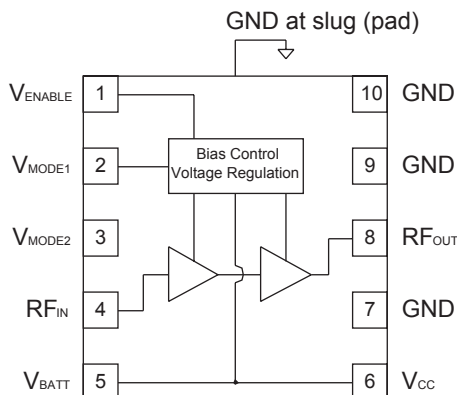 GND at slug (pad)
VENABLE 1
10 GND
Bias Control
Voltage Regulation
VMODE1 2
9 GND
VMODE2 3
8 RFOUT
RFIN 4
7 GND
VBATT 5
6 VCC